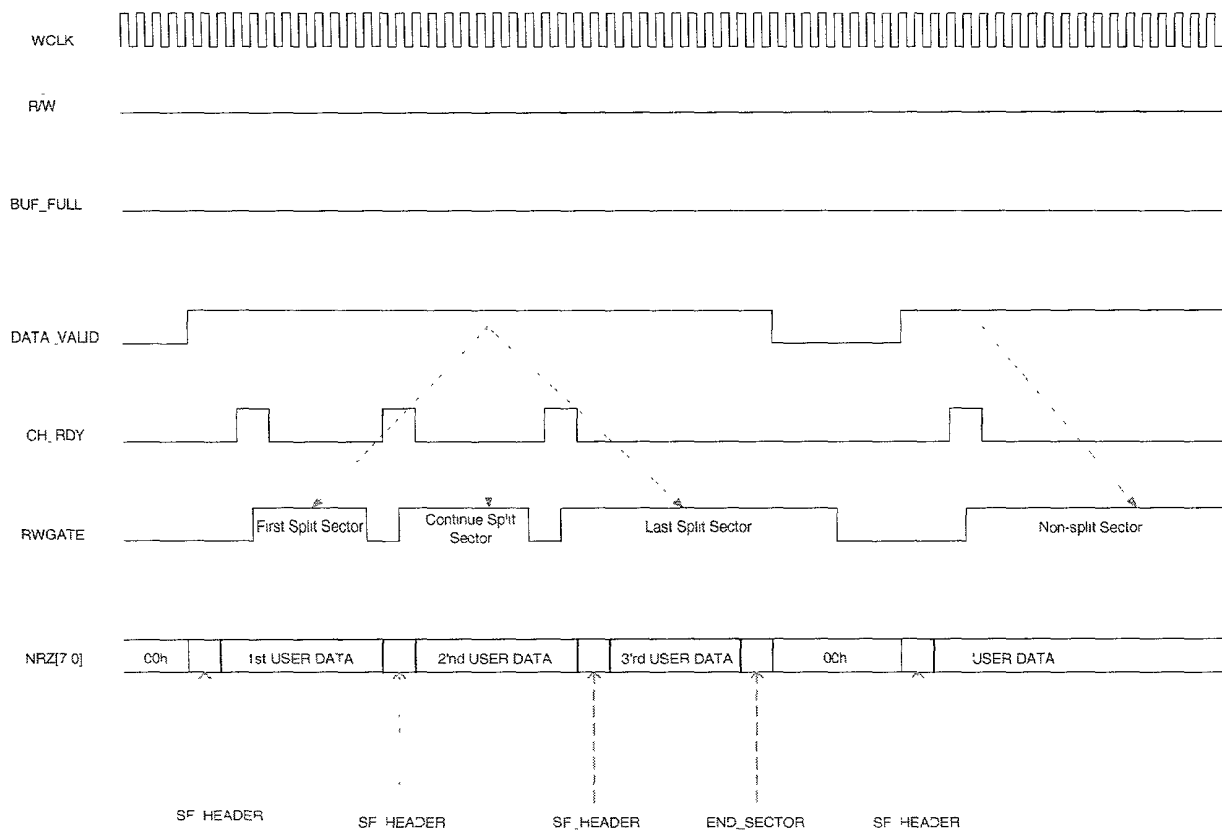 WCLK
R/W
BUF_FULL
DATA_VALID
CH_RDY
RWGATE
First Split Sector
Continue Split
Sector
Last Split Sector
Non-split Sector
NRZ[7 0]
00h
1st USER DATA
2'nd USER DATA
3'rd USER DATA
00h
USER DATA
SF_HEADER
SF_HEADER
SF_HEADER
END_SECTOR
SF_HEADER